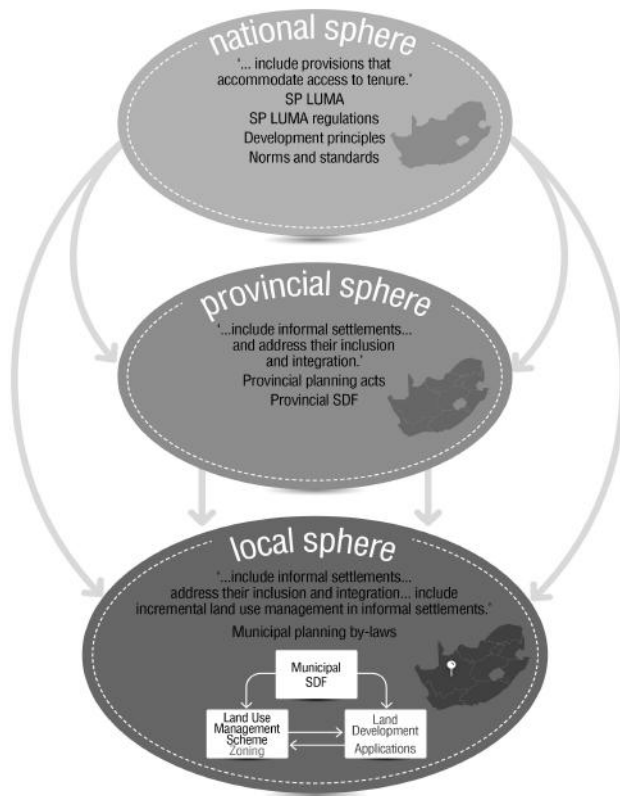 national sphere
'... include provisions that
accommodate access to tenure.'
SP LUMA
SP LUMA regulations
Development principles
Norms and standards
provincial sphere
'...include informal settlements...
and address their inclusion
and integration.'
Provincial planning acts
Provincial SDF
local sphere
'...include informal settlements...
address their inclusion and integration... include
incremental land use management in informal settlements.'
Municipal planning by-laws
Municipal
SDF
Land Use
Management
Scheme
Zoning
Land
Development
Applications